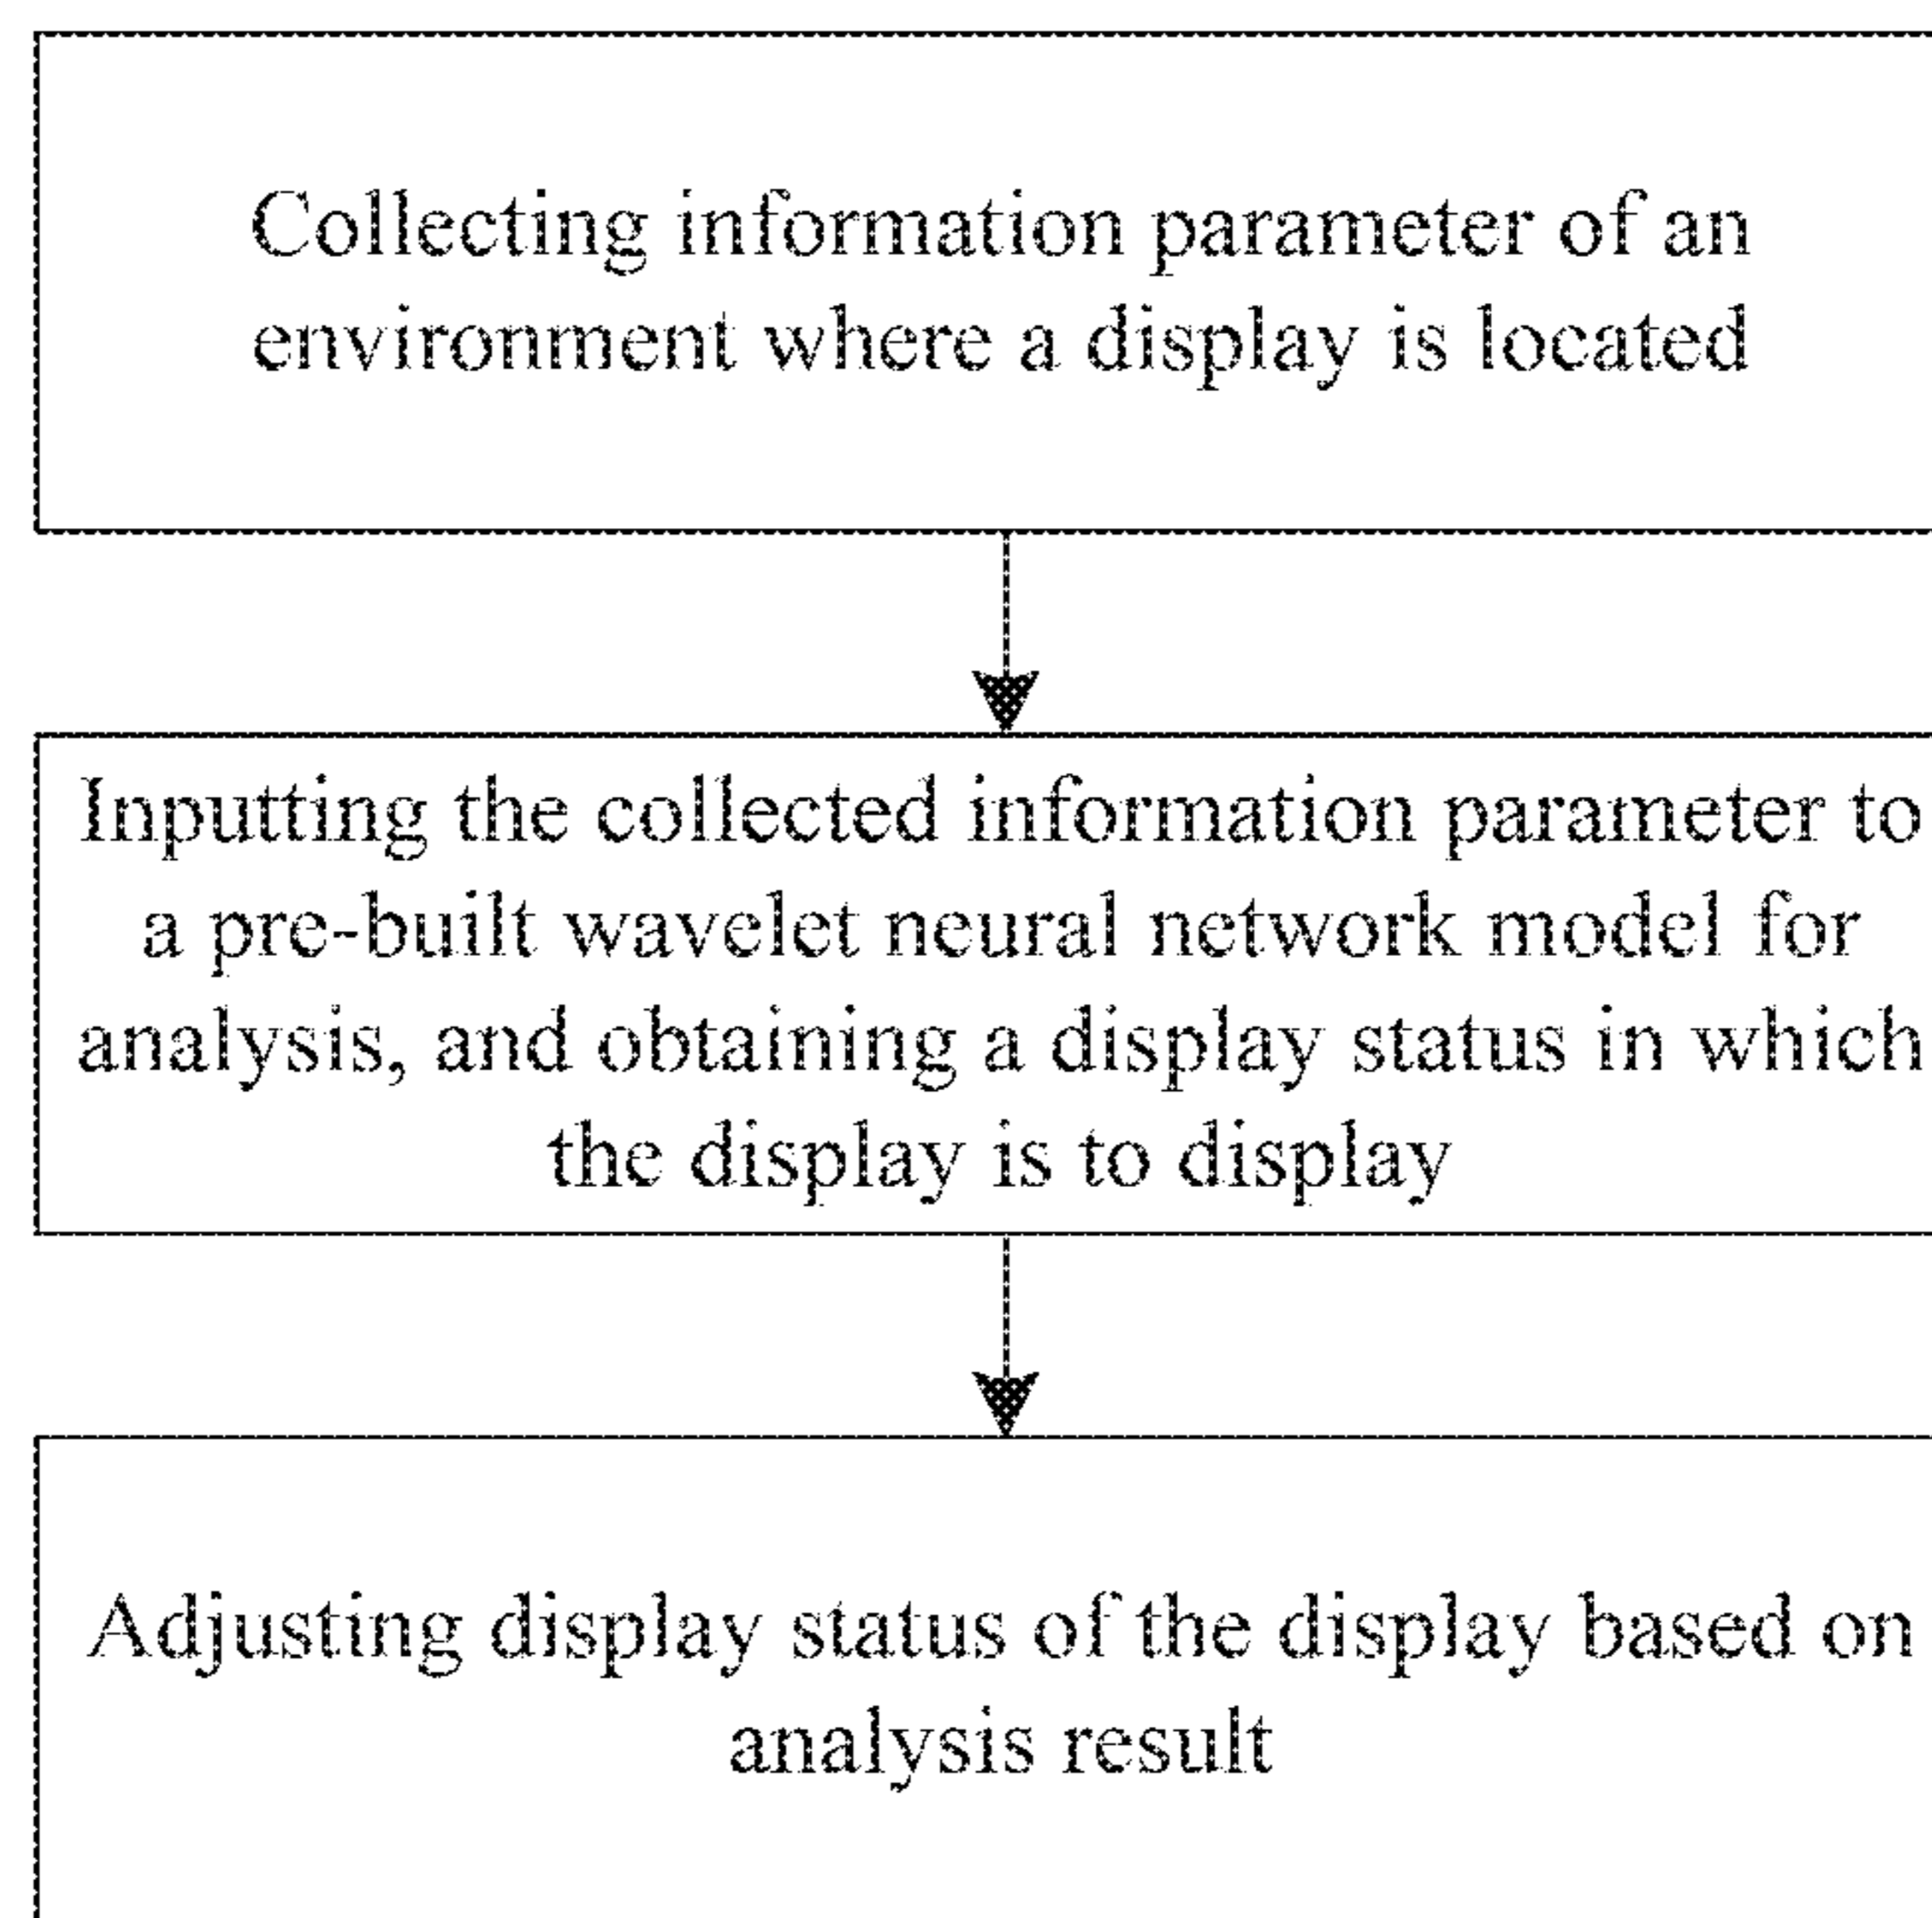 Collecting information parameter of an
environment where a display is located
Inputting the collected information parameter to
a pre-built wavelet neural network model for
analysis, and obtaining a display status in which
the display is to display
Adjusting display status of the display based on
analysis result